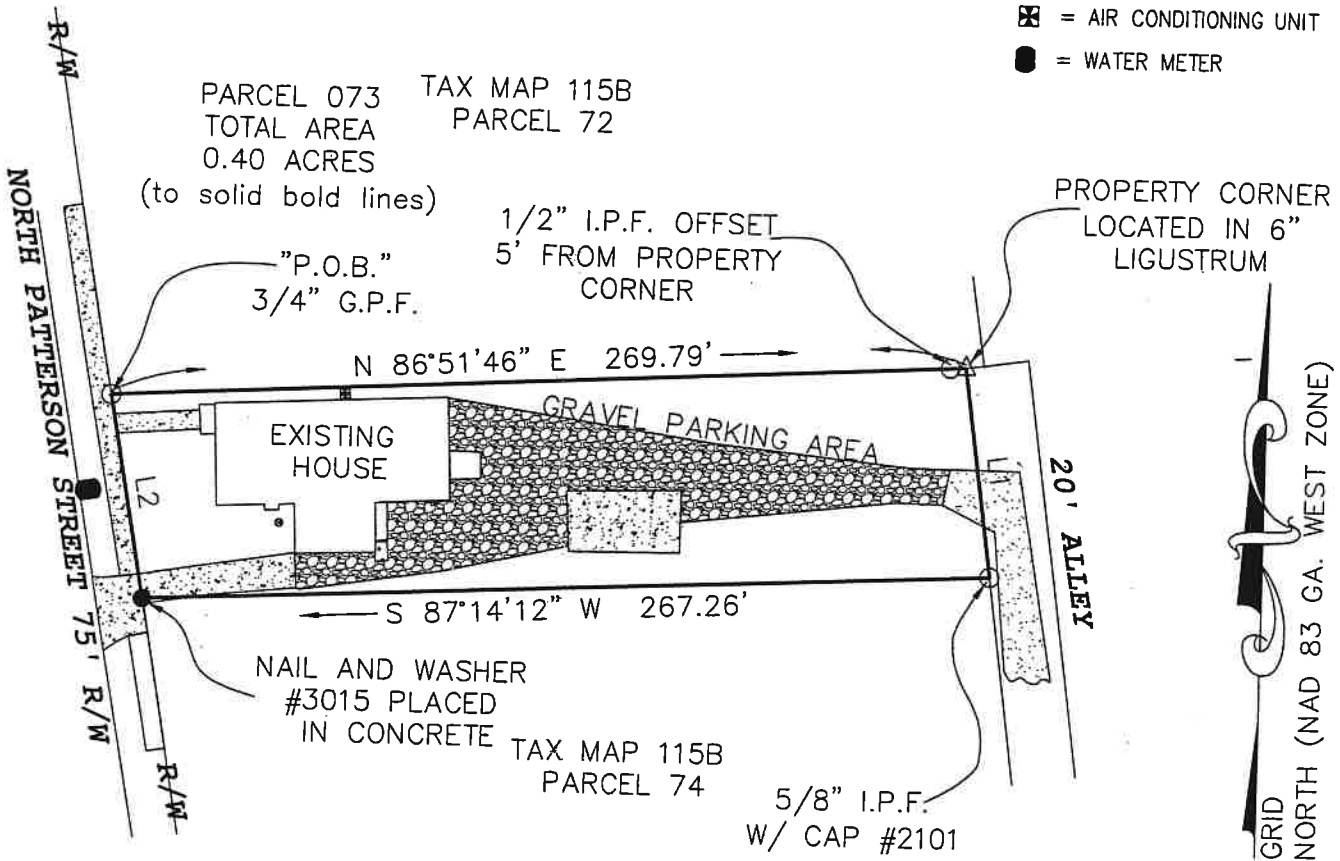 = AIR CONDITIONING UNIT
= WATER METER
R/W
PARCEL 073
TOTAL AREA
0.40 ACRES
(to solid bold lines)
TAX MAP 115B
PARCEL 72
PROPERTY CORNER
LOCATED IN 6"
LIGUSTRUM
1/2" I.P.F. OFFSET
5' FROM PROPERTY
CORNER
"P.O.B."
3/4" G.P.F.
N 86°51'46" E 269.79'
GRAVEL PARKING AREA
EXISTING
HOUSE
L2
NORTH PATTERSON STREET 75' R/W
20' ALLEY
S 87°14'12" W 267.26'
NAIL AND WASHER
#3015 PLACED
IN CONCRETE
TAX MAP 115B
PARCEL 74
R/W
5/8" I.P.F.
W/ CAP #2101
GRID
NORTH (NAD 83 GA. WEST ZONE)